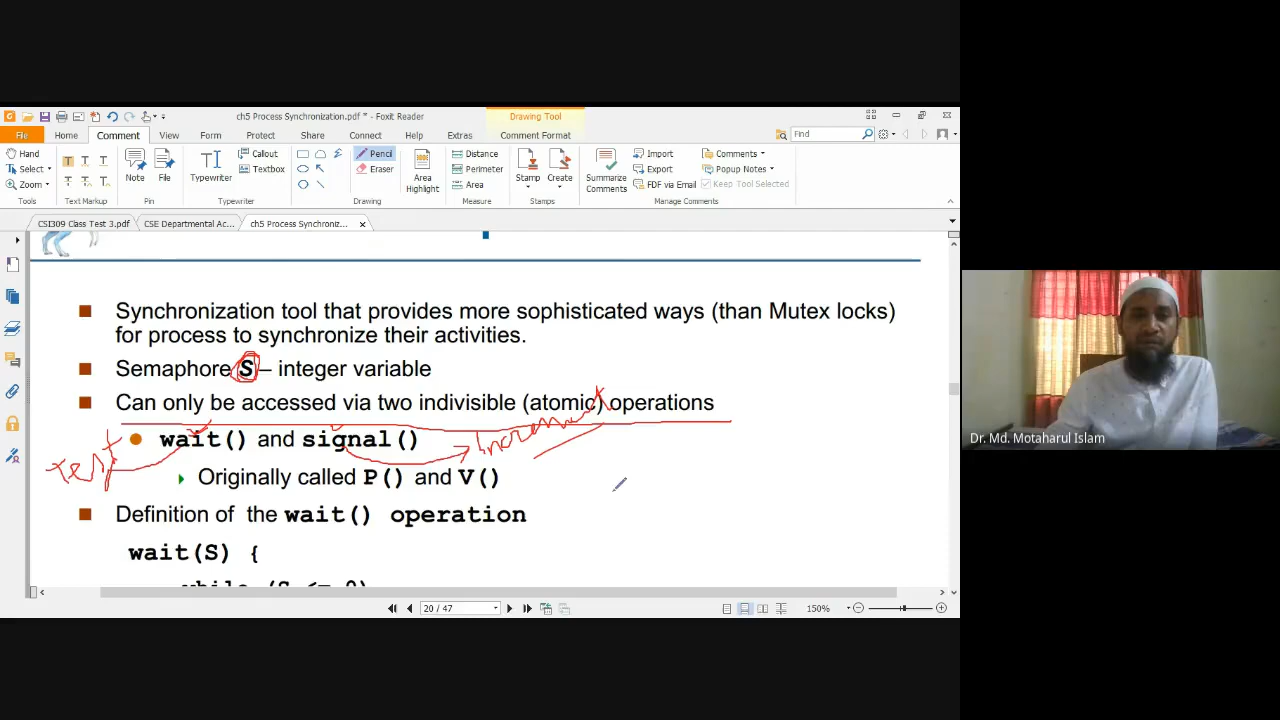 ch5 Process Synchronization.pdf * - Foxit Reader
Drawing Tool
File Home Comment View Form Protect Share Connect Help Extras Comment Format
Find
Hand
Select
Zoom
Tools
Text Markup
Note
File
Pin
Typewriter
Callout
Textbox
Typewriter
Pencil
Eraser
Drawing
Area Highlight
Distance
Perimeter
Area
Measure
Stamp
Create
Stamps
Summarize Comments
Import
Export
FDF via Email
Comments
Popup Notes
Keep Tool Selected
Manage Comments
CSI309 Class Test 3.pdf
CSE Departmental Ac...
ch5 Process Synchroniz...
Synchronization tool that provides more sophisticated ways (than Mutex locks)
for process to synchronize their activities.
Semaphore S – integer variable
Can only be accessed via two indivisible (atomic) operations
wait() and signal()
test
Increment
Originally called P() and V()
Definition of the wait() operation
wait(S) {
while (S <= 0)
20 / 47
150%
Dr. Md. Motaharul Islam